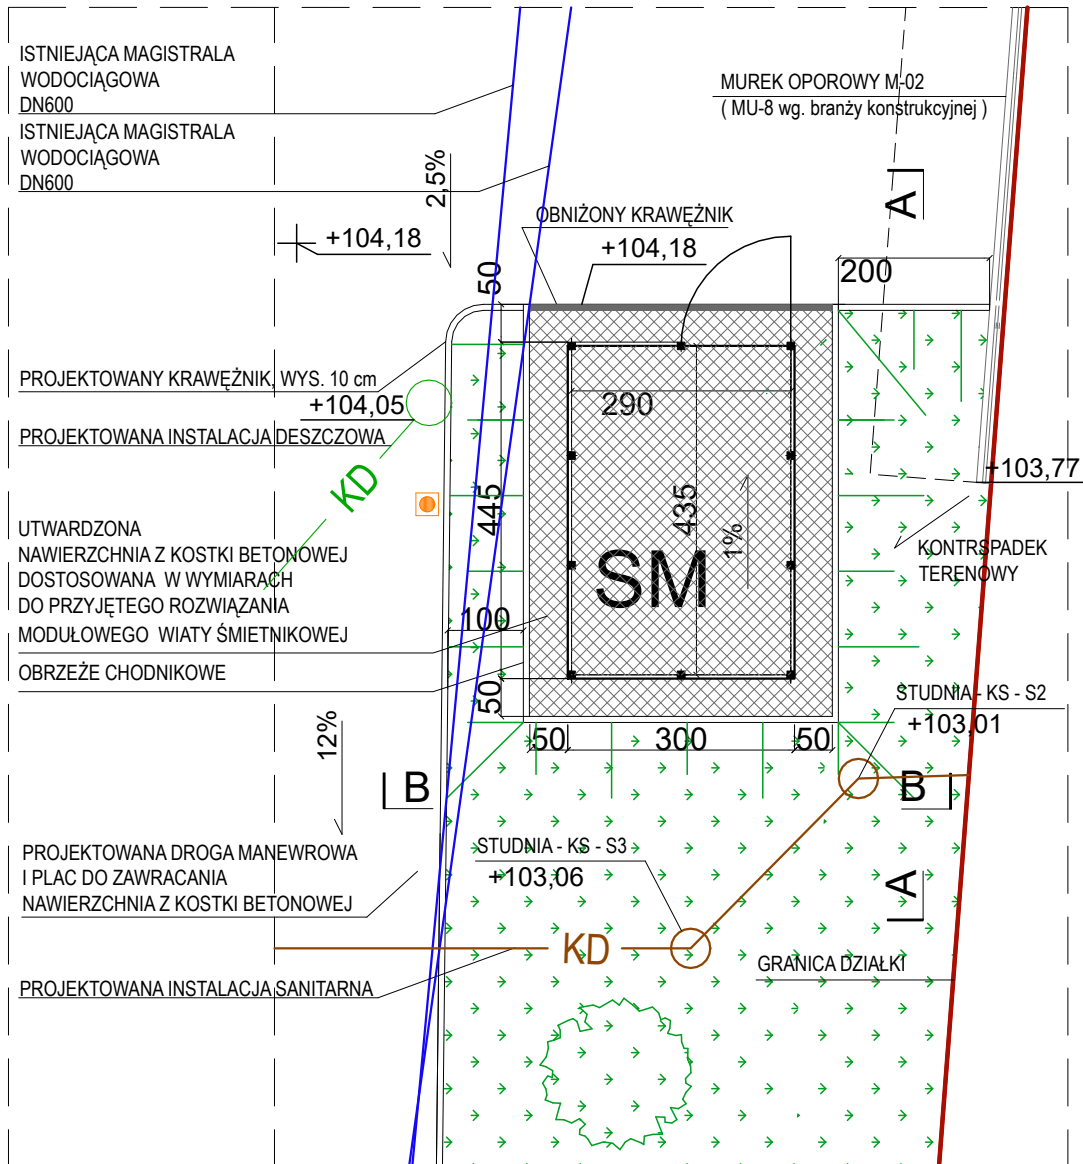 ISTNIEJĄCA MAGISTRALA
WODOCIĄGOWA
DN600
ISTNIEJĄCA MAGISTRALA
WODOCIĄGOWA
DN600
MUREK OPOROWY M-02
( MU-8 wg. branży konstrukcyjnej )
2,5%
A
OBNIŻONY KRAWĘŻNIK
+104,18
+104,18
200
50
PROJEKTOWANY KRAWĘŻNIK, WYS. 10 cm
+104,05
290
PROJEKTOWANA INSTALACJA DESZCZOWA
KD
+103,77
445
435
1%
SM
UTWARDZONA
NAWIERZCHNIA Z KOSTKI BETONOWEJ
DOSTOSOWANA W WYMIARACH
DO PRZYJĘTEGO ROZWIĄZANIA
MODUŁOWEGO WIATY ŚMIETNIKOWEJ
KONTRSPADEK
TERENOWY
100
OBRZEŻE CHODNIKOWE
50
STUDNIA - KS - S2
+103,01
50
300
50
12%
B
B
PROJEKTOWANA DROGA MANEWROWA
I PLAC DO ZAWRACANIA
NAWIERZCHNIA Z KOSTKI BETONOWEJ
STUDNIA - KS - S3
+103,06
A
KD
GRANICA DZIAŁKI
PROJEKTOWANA INSTALACJA SANITARNA